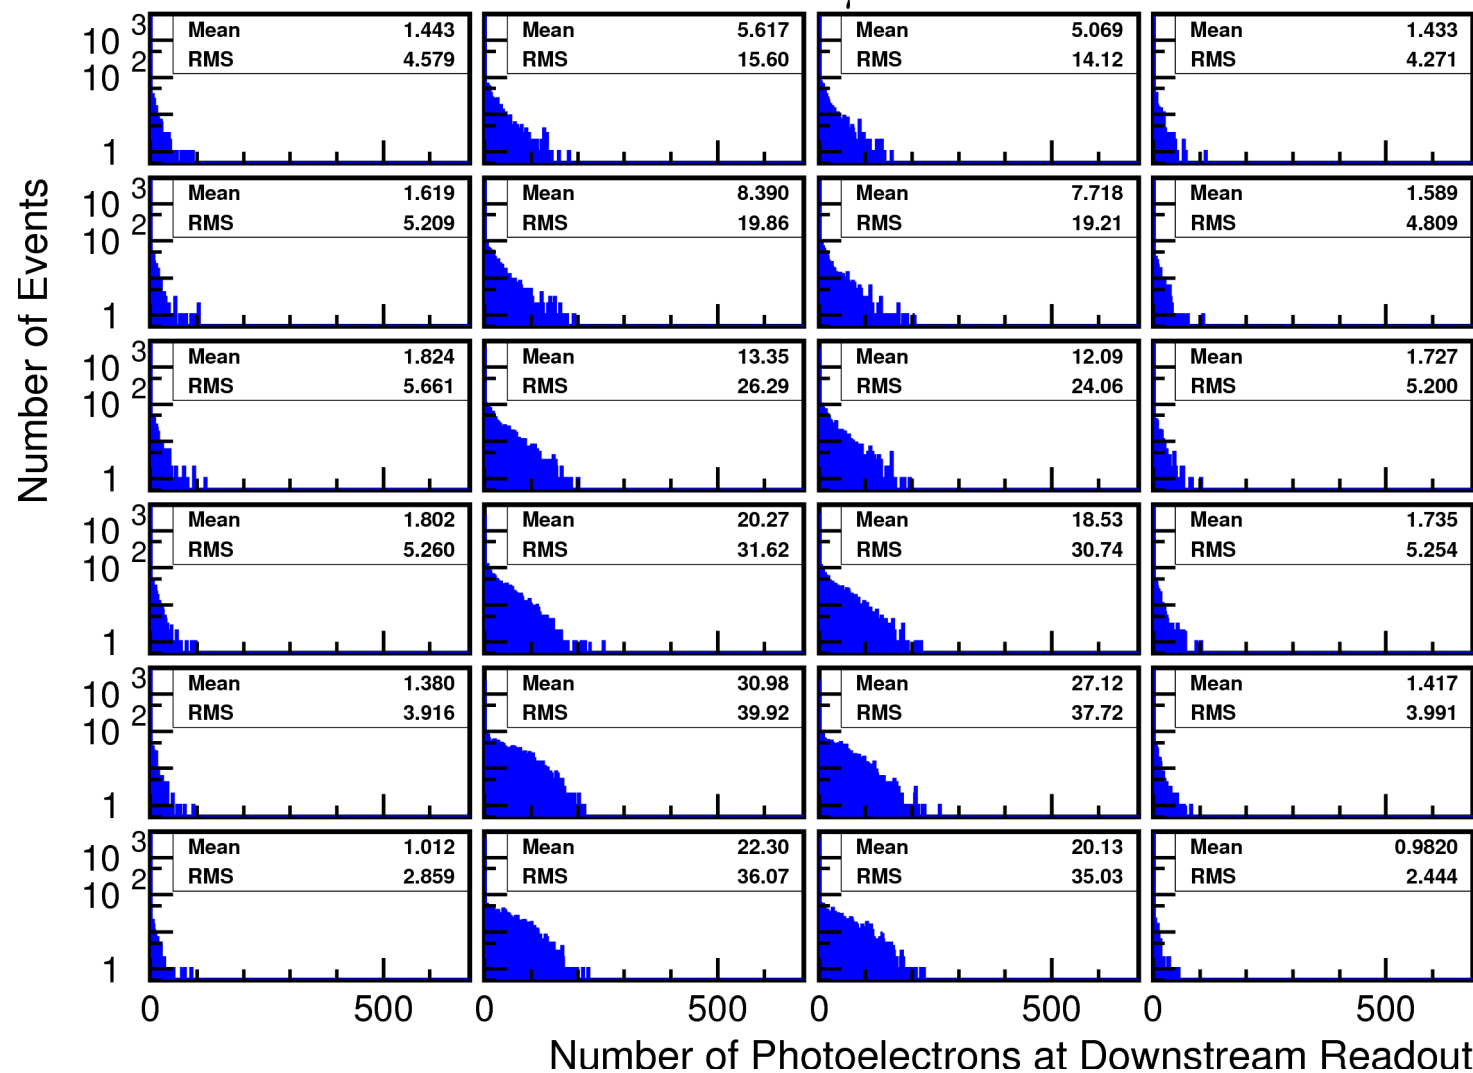 10 3
10 2
1
Mean 1.443
RMS 4.579
Mean 5.617
RMS 15.60
Mean 5.069
RMS 14.12
Mean 1.433
RMS 4.271
10 3
10 2
1
Mean 1.619
RMS 5.209
Mean 8.390
RMS 19.86
Mean 7.718
RMS 19.21
Mean 1.589
RMS 4.809
Number of Events
10 3
10 2
1
Mean 1.824
RMS 5.661
Mean 13.35
RMS 26.29
Mean 12.09
RMS 24.06
Mean 1.727
RMS 5.200
10 3
10 2
1
Mean 1.802
RMS 5.260
Mean 20.27
RMS 31.62
Mean 18.53
RMS 30.74
Mean 1.735
RMS 5.254
10 3
10 2
1
Mean 1.380
RMS 3.916
Mean 30.98
RMS 39.92
Mean 27.12
RMS 37.72
Mean 1.417
RMS 3.991
10 3
10 2
1
Mean 1.012
RMS 2.859
Mean 22.30
RMS 36.07
Mean 20.13
RMS 35.03
Mean 0.9820
RMS 2.444
0 500 0 500 0 500 0 500
Number of Photoelectrons at Downstream Readout